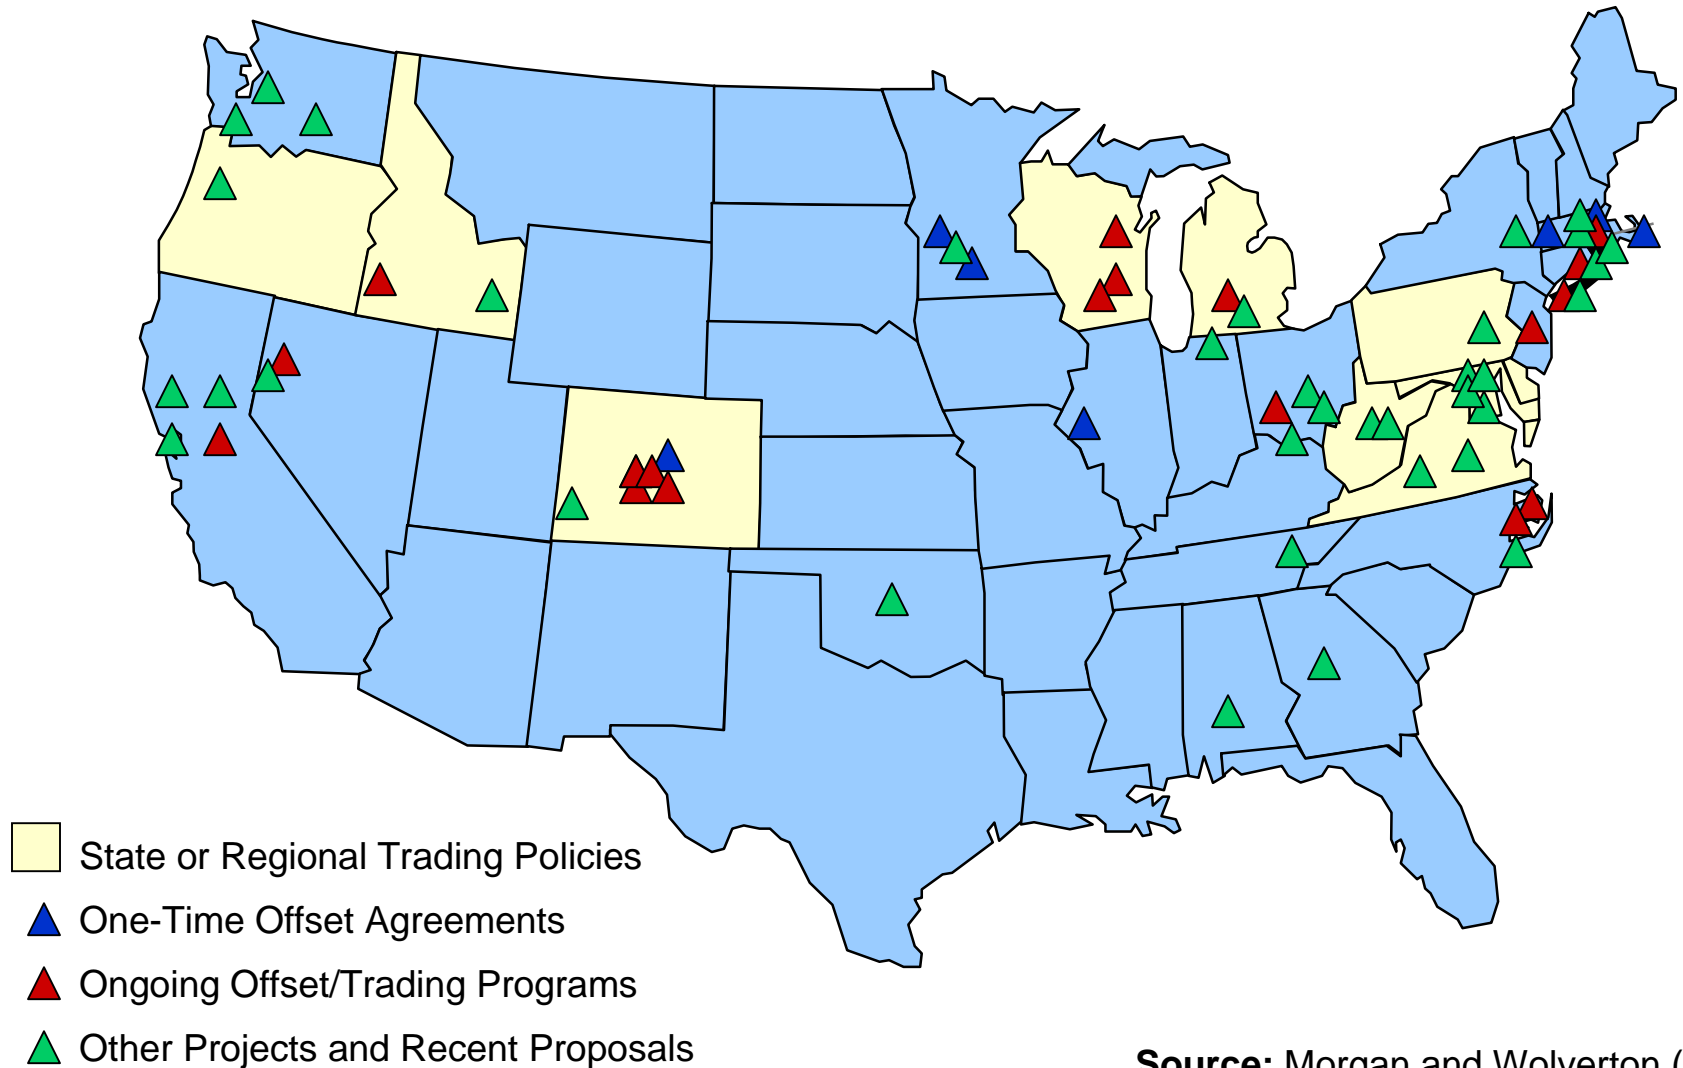 State or Regional Trading Policies
One-Time Offset Agreements
Ongoing Offset/Trading Programs
Other Projects and Recent Proposals
Source: Morgan and Wolverton (